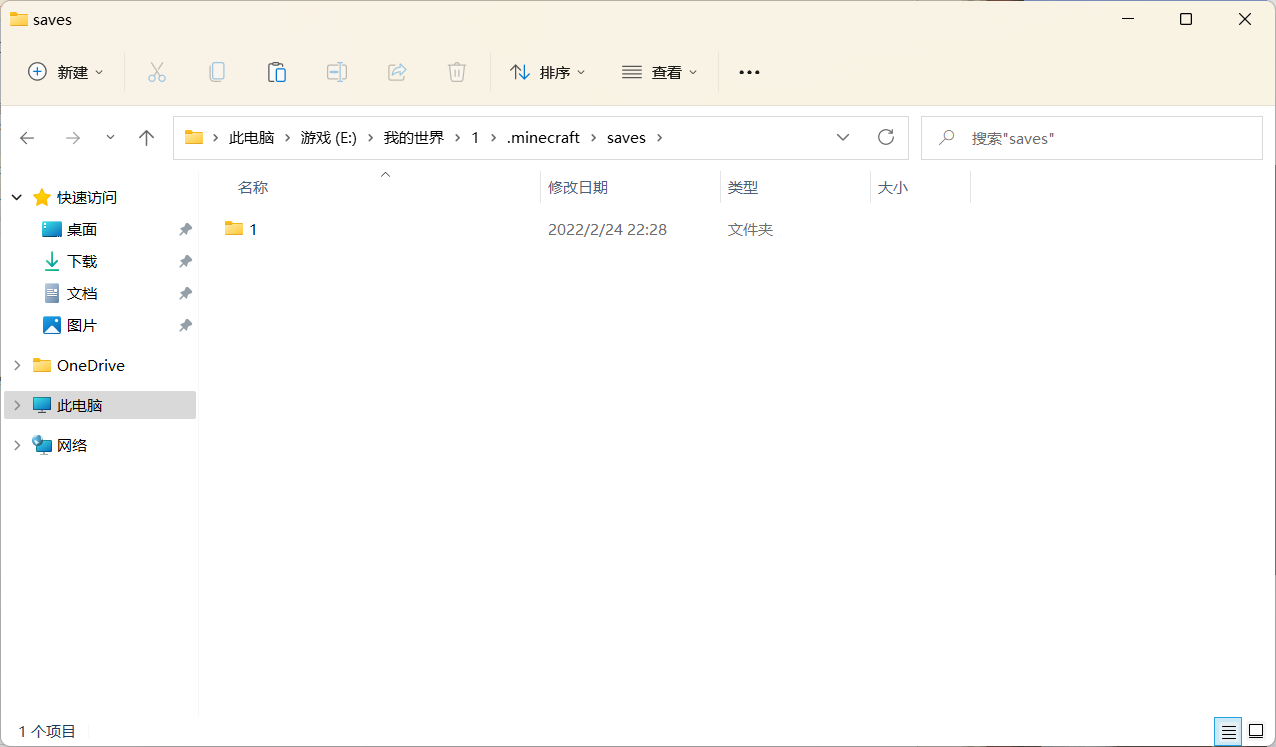 saves
新建
排序
查看
此电脑 > 游戏 (E:) > 我的世界 > 1 > .minecraft > saves >
搜索"saves"
名称 修改日期 类型 大小
1 2022/2/24 22:28 文件夹
快速访问
桌面
下载
文档
图片
OneDrive
此电脑
网络
1 个项目